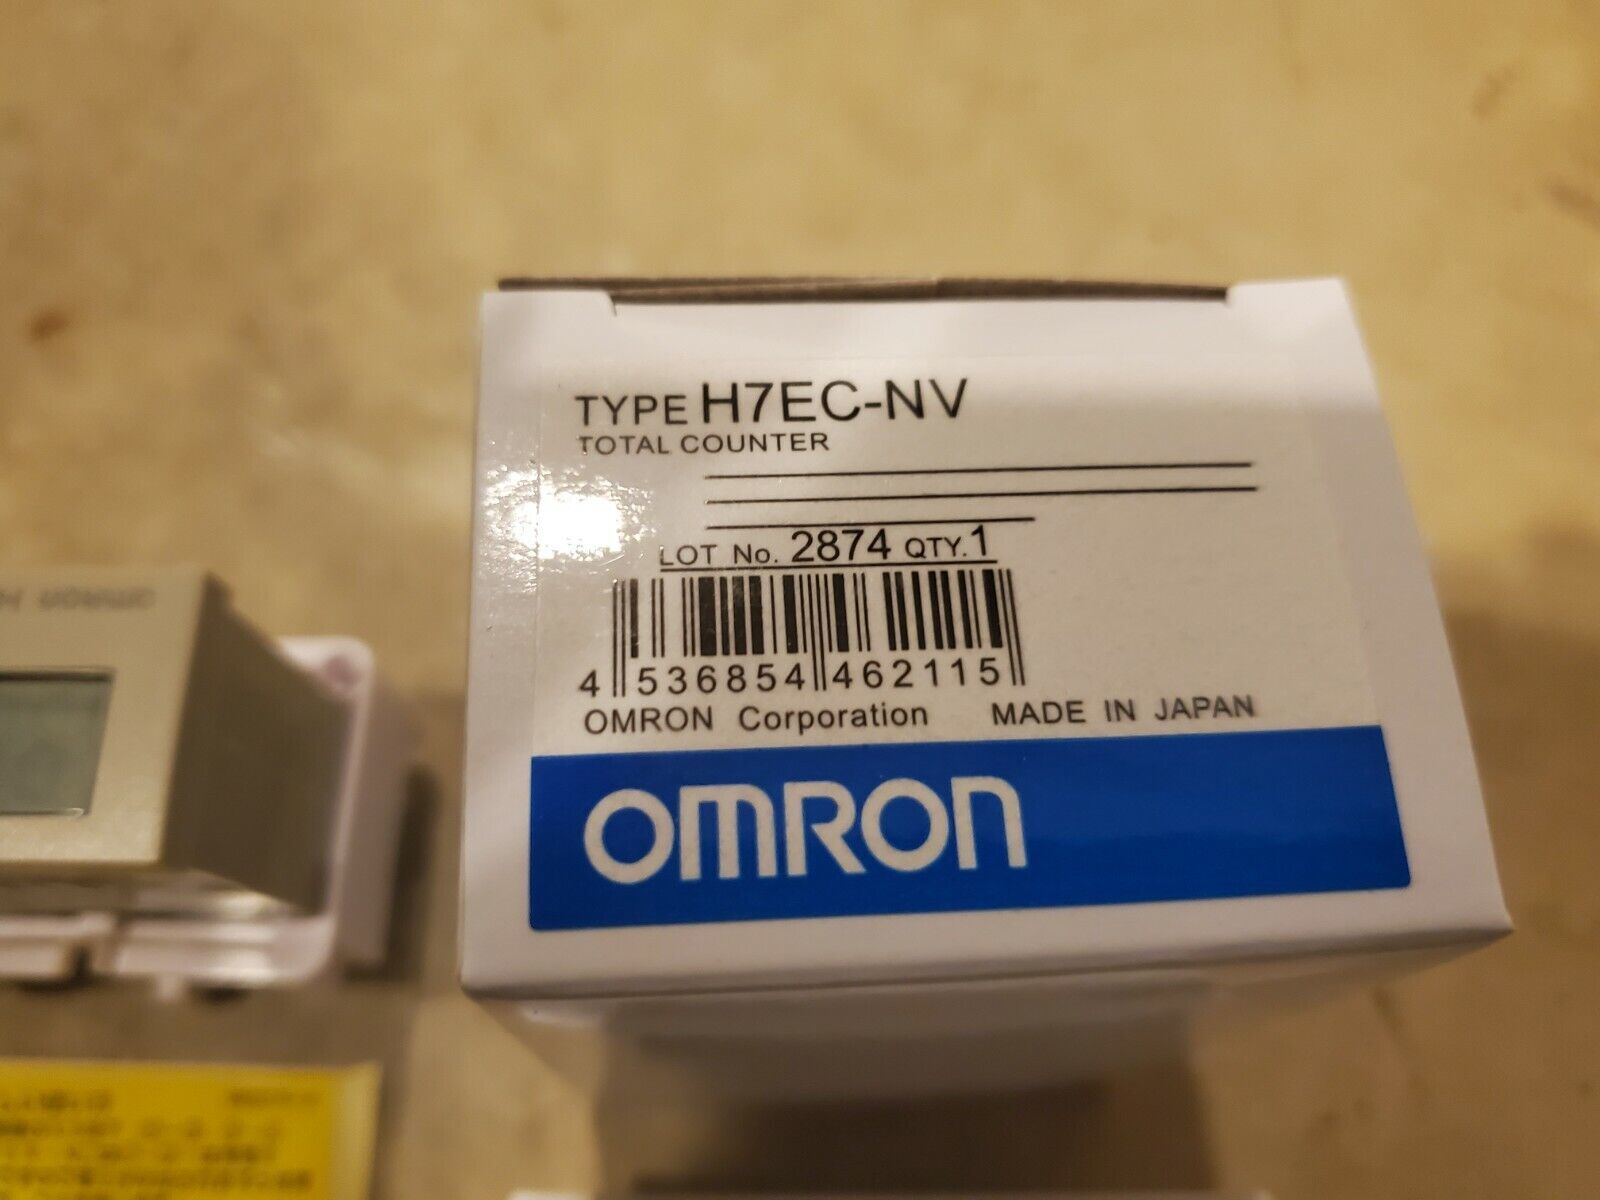 TYPE H7EC-NV
TOTAL COUNTER
LOT No. 2874 QTY.1
4 536854 462115
OMRON Corporation MADE IN JAPAN
OMRON
OMRON